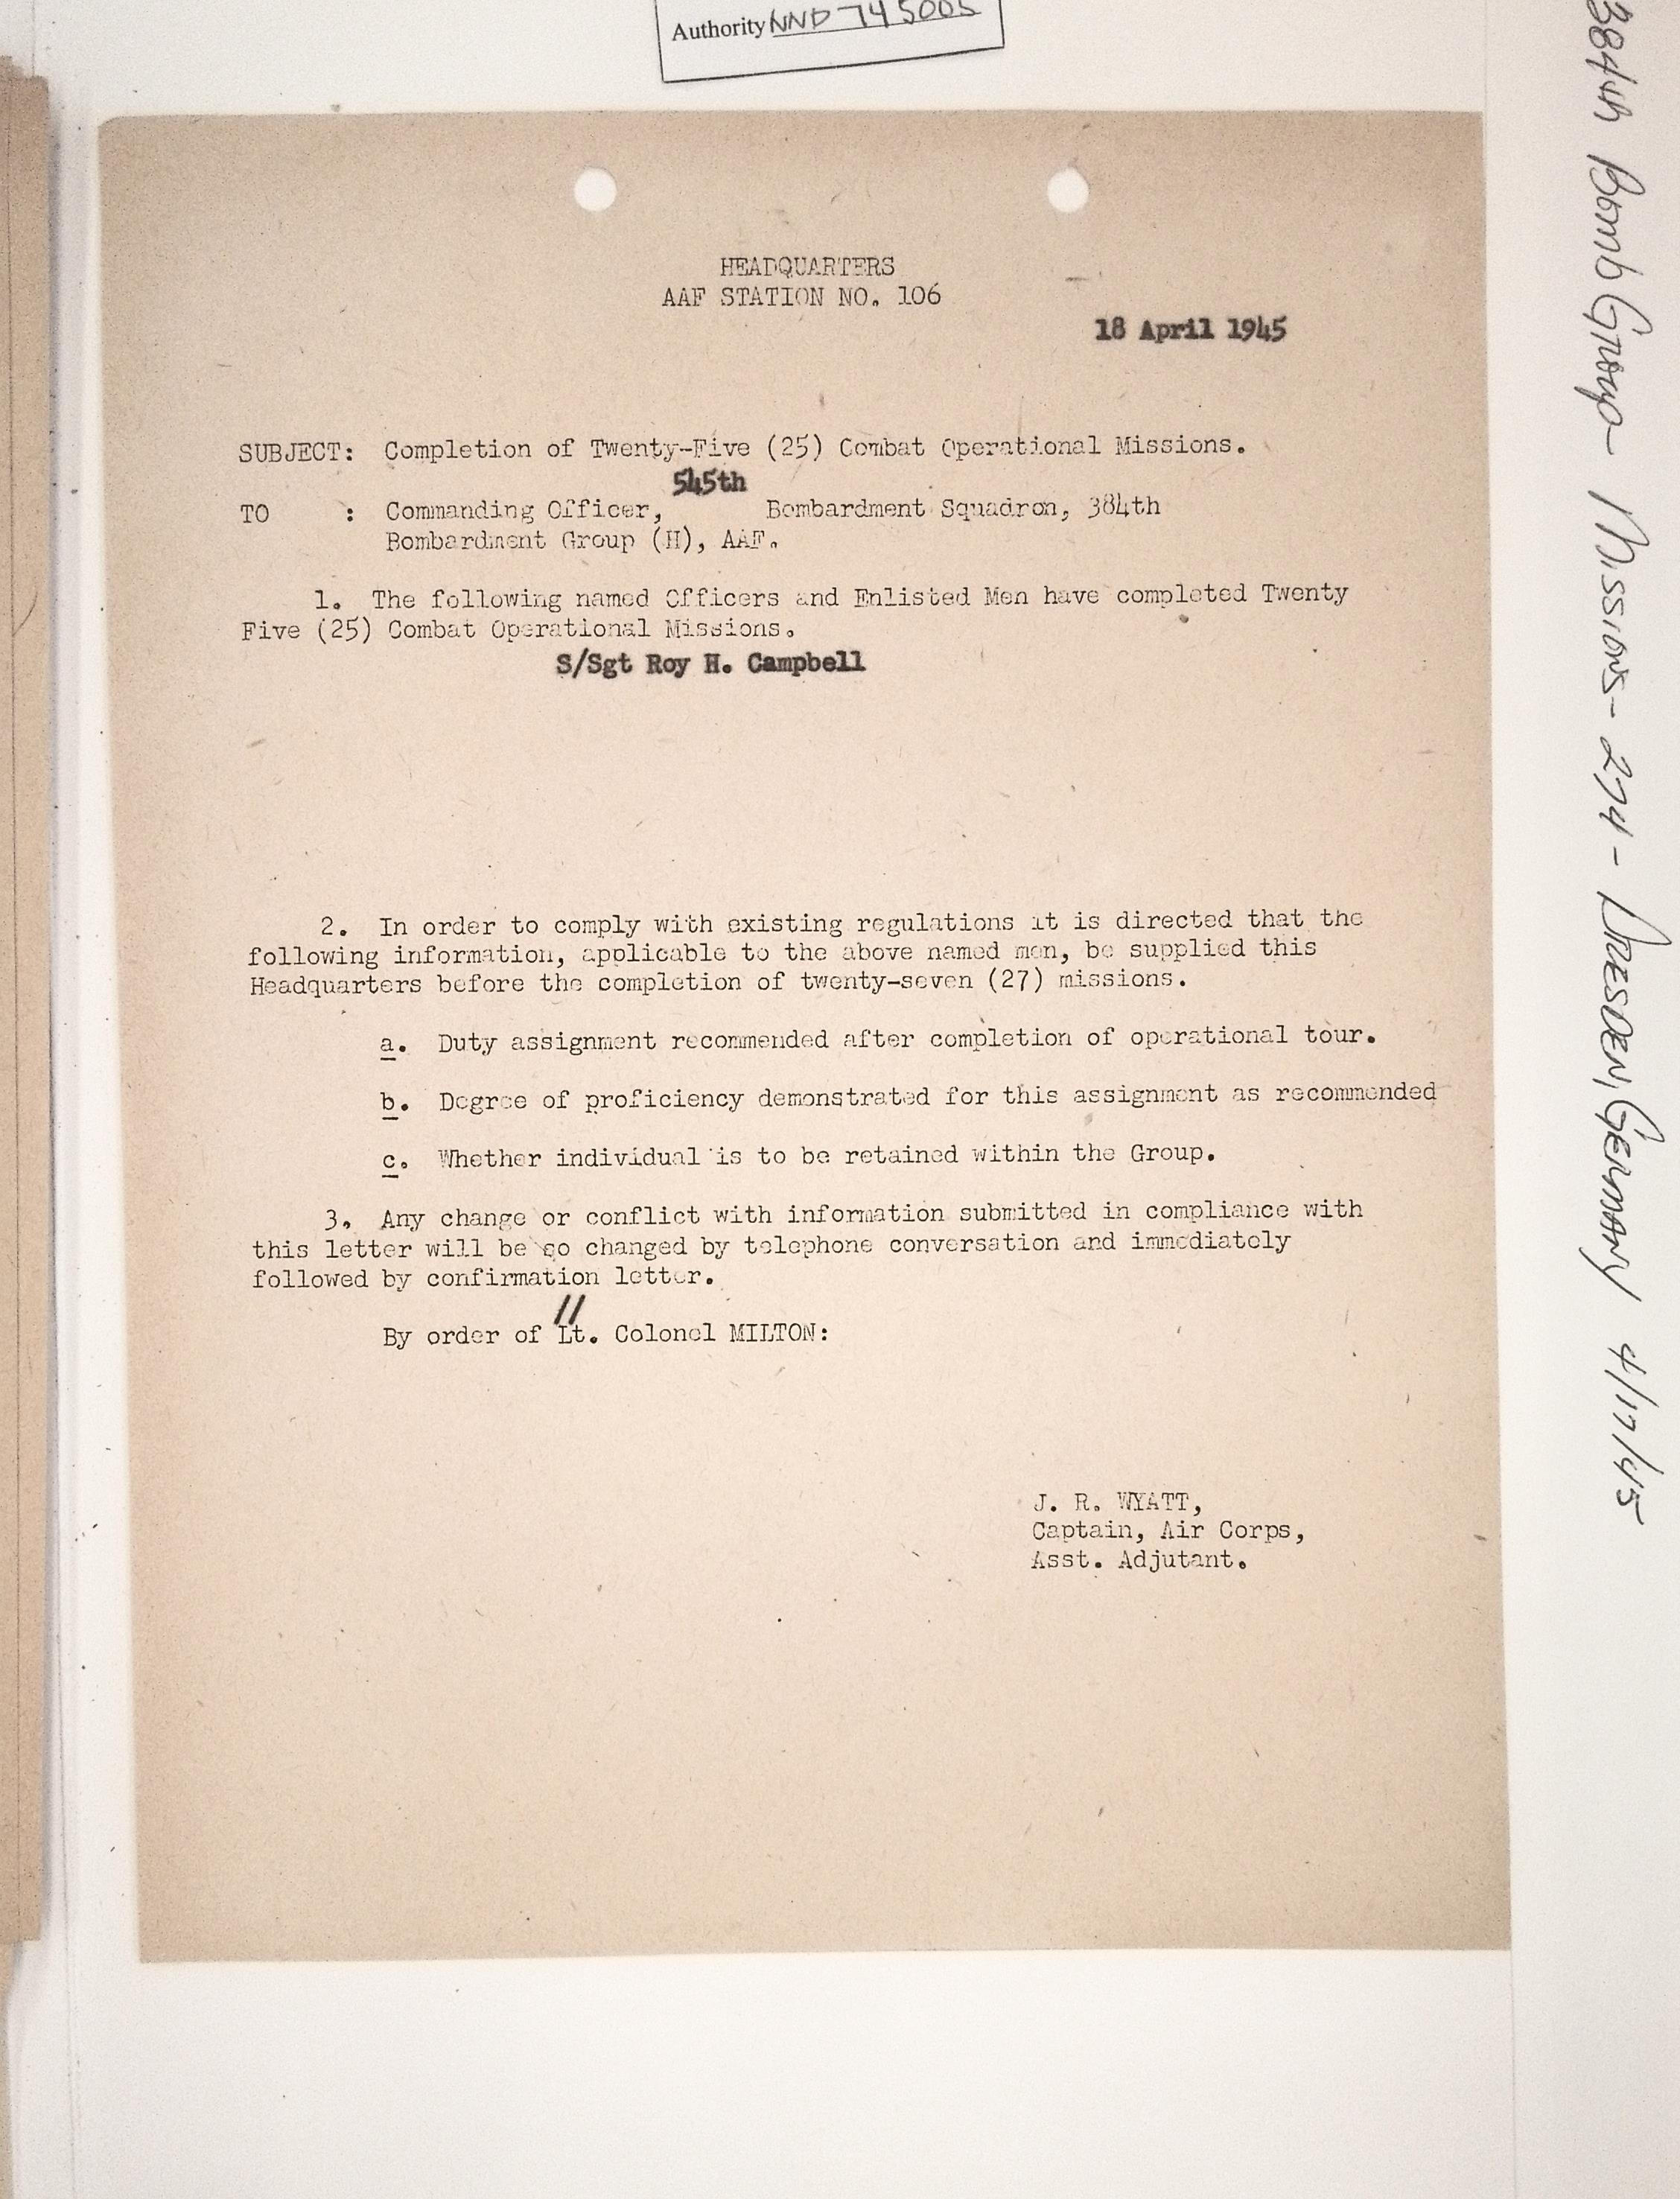 Authority NND 745005
HEADQUARTERS
AAF STATION NO. 106
18 April 1945
SUBJECT: Completion of Twenty-Five (25) Combat Operational Missions.
545th
TO : Commanding Officer, Bombardment Squadron, 384th
Bombardment Group (H), AAF.
1. The following named Officers and Enlisted Men have completed Twenty
Five (25) Combat Operational Missions.
S/Sgt Roy H. Campbell
2. In order to comply with existing regulations it is directed that the
following information, applicable to the above named men, be supplied this
Headquarters before the completion of twenty-seven (27) missions.
a. Duty assignment recommended after completion of operational tour.
b. Degree of proficiency demonstrated for this assignment as recommended
c. Whether individual is to be retained within the Group.
3. Any change or conflict with information submitted in compliance with
this letter will be so changed by telephone conversation and immediately
followed by confirmation letter.
By order of Lt. Colonel MILTON:
J. R. WYATT,
Captain, Air Corps,
Asst. Adjutant.
384th Bomb Group - Missions - 274 - DRESDEN, GERMANY 4/17/45